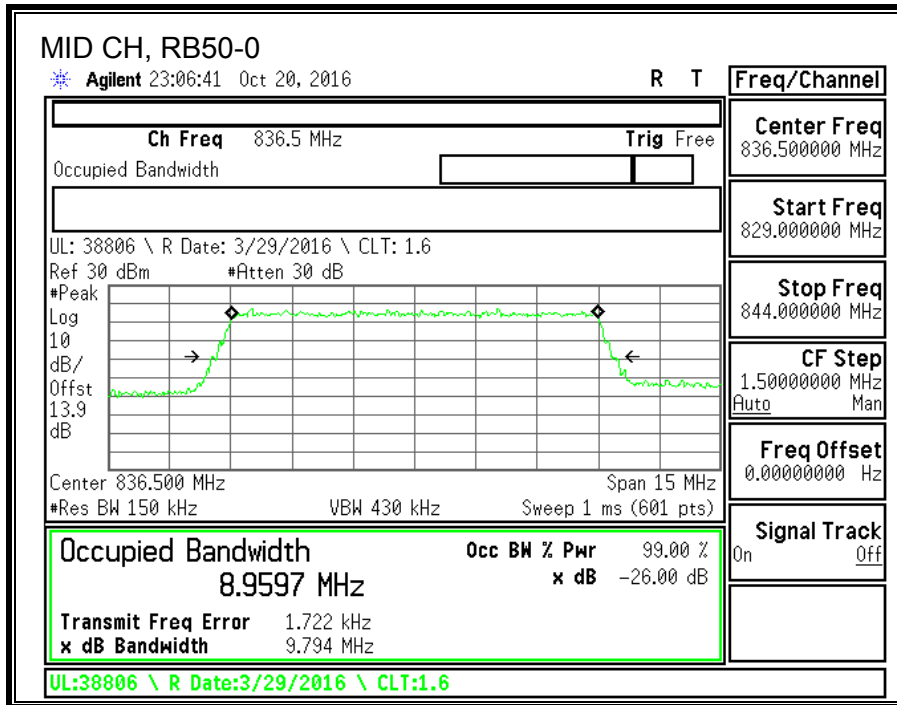 MID CH, RB50-0
Agilent 23:06:41 Oct 20, 2016 R T
Freq/Channel
Ch Freq 836.5 MHz Trig Free
Occupied Bandwidth
Center Freq
836.500000 MHz
Start Freq
829.000000 MHz
UL: 38806 \ R Date: 3/29/2016 \ CLT: 1.6
Ref 30 dBm #Atten 30 dB
#Peak
Log
10
dB/
Offst
13.9
dB
Stop Freq
844.000000 MHz
CF Step
1.50000000 MHz
Auto Man
Freq Offset
0.00000000 Hz
Center 836.500 MHz Span 15 MHz
#Res BW 150 kHz VBW 430 kHz Sweep 1 ms (601 pts)
Signal Track
On Off
Occupied Bandwidth Occ BW % Pwr 99.00 %
8.9597 MHz x dB -26.00 dB
Transmit Freq Error 1.722 kHz
x dB Bandwidth 9.794 MHz
UL:38806 \ R Date:3/29/2016 \ CLT:1.6